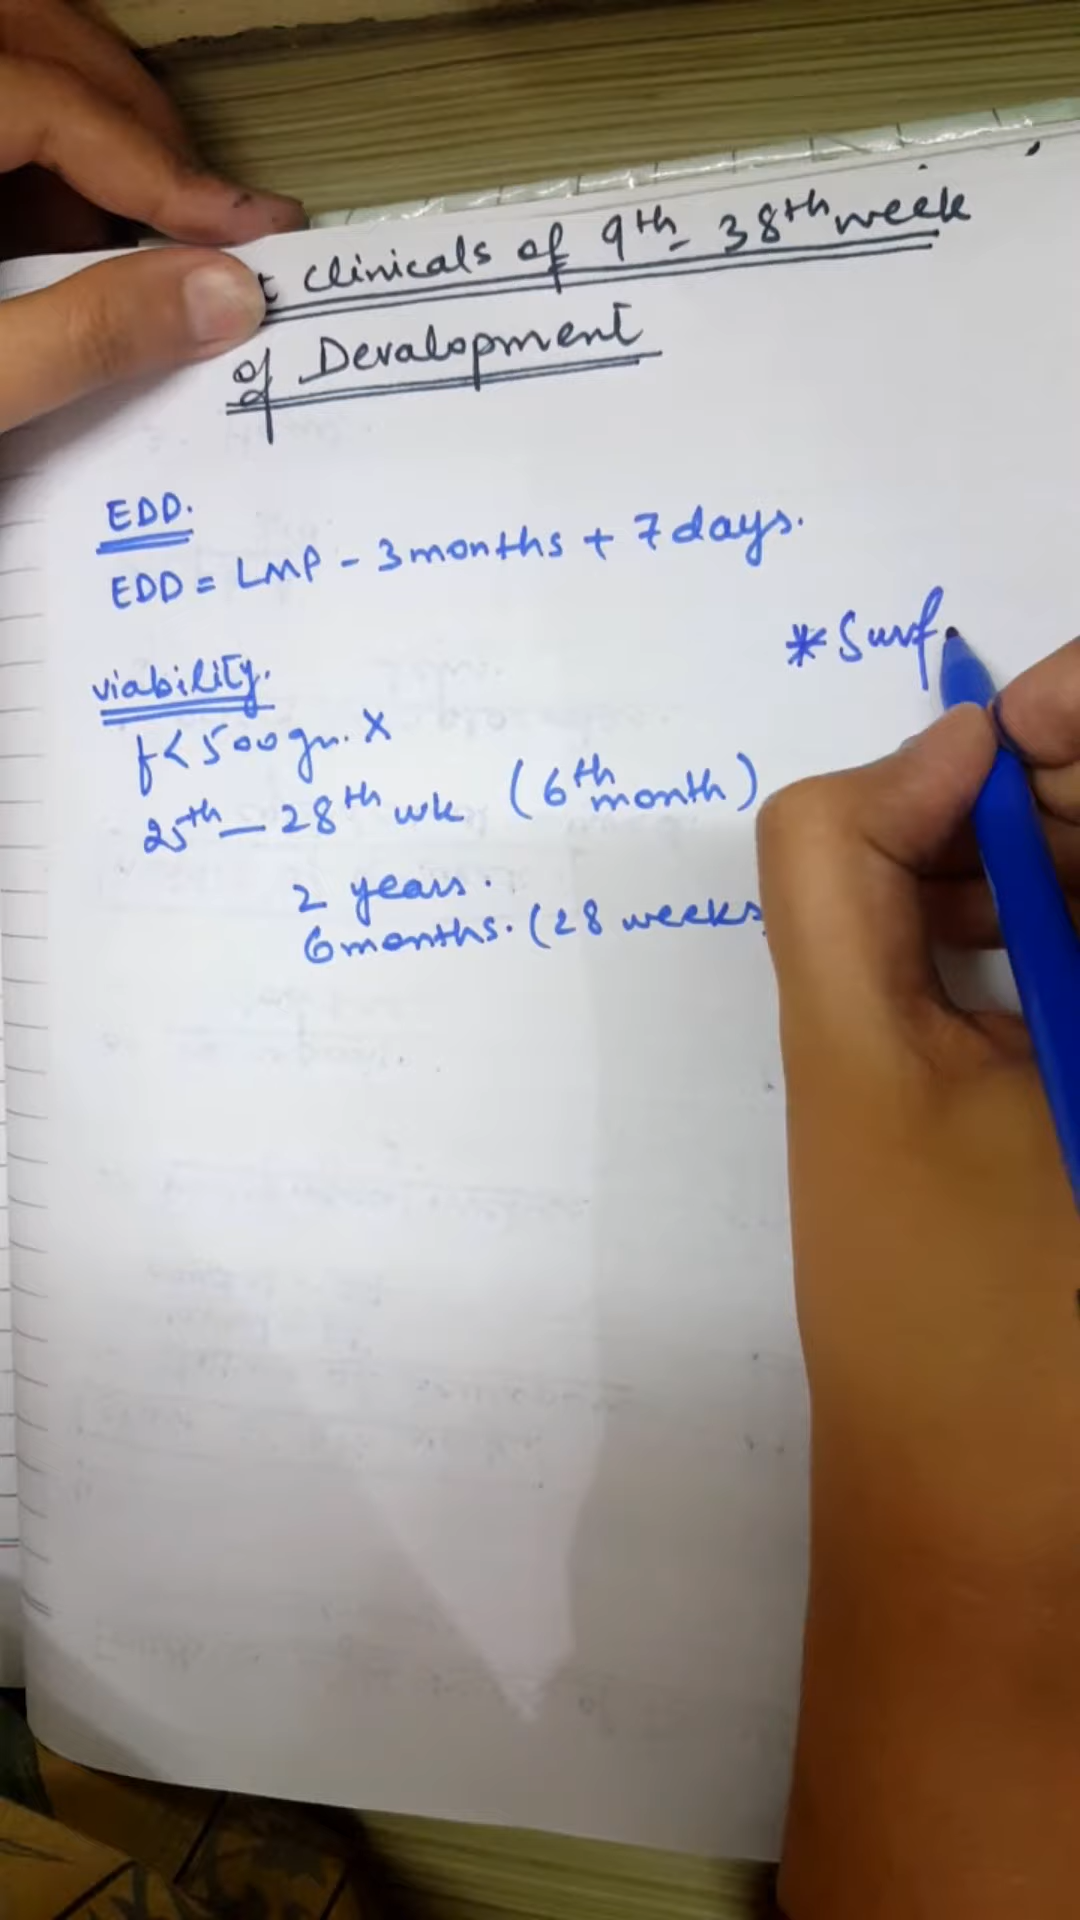 t clinicals of 9th - 38th week
of Devalopment
EDD.
EDD = LMP - 3 months + 7 days.
* Surf
viability.
f < 500 gm. X
25th - 28th wk (6th month)
2 years.
6 months. (28 weeks